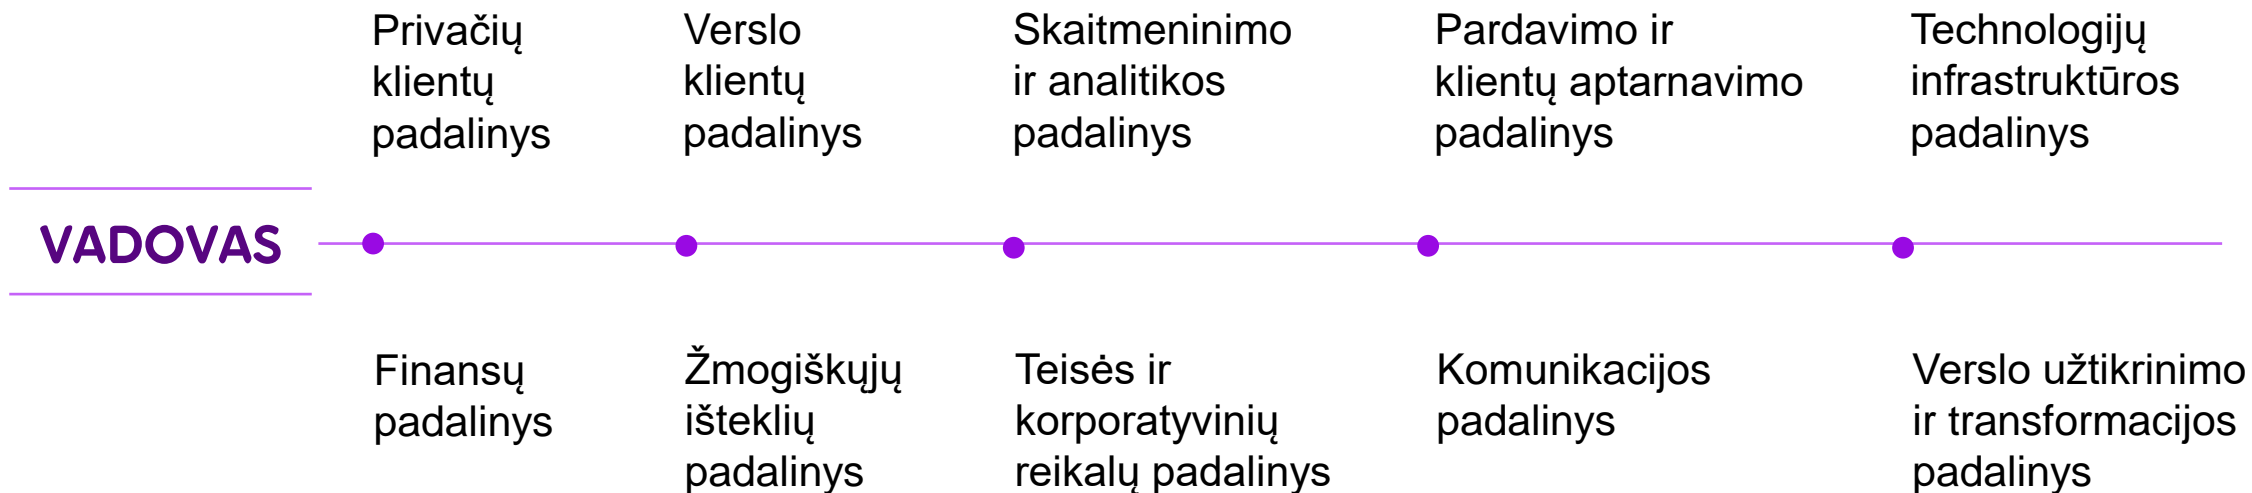 Privačių
klientų
padalinys
Verslo
klientų
padalinys
Skaitmeninimo
ir analitikos
padalinys
Pardavimo ir
klientų aptarnavimo
padalinys
Technologijų
infrastruktūros
padalinys
VADOVAS
Finansų
padalinys
Žmogiškųjų
išteklių
padalinys
Teisės ir
korporatyvinių
reikalų padalinys
Komunikacijos
padalinys
Verslo užtikrinimo
ir transformacijos
padalinys